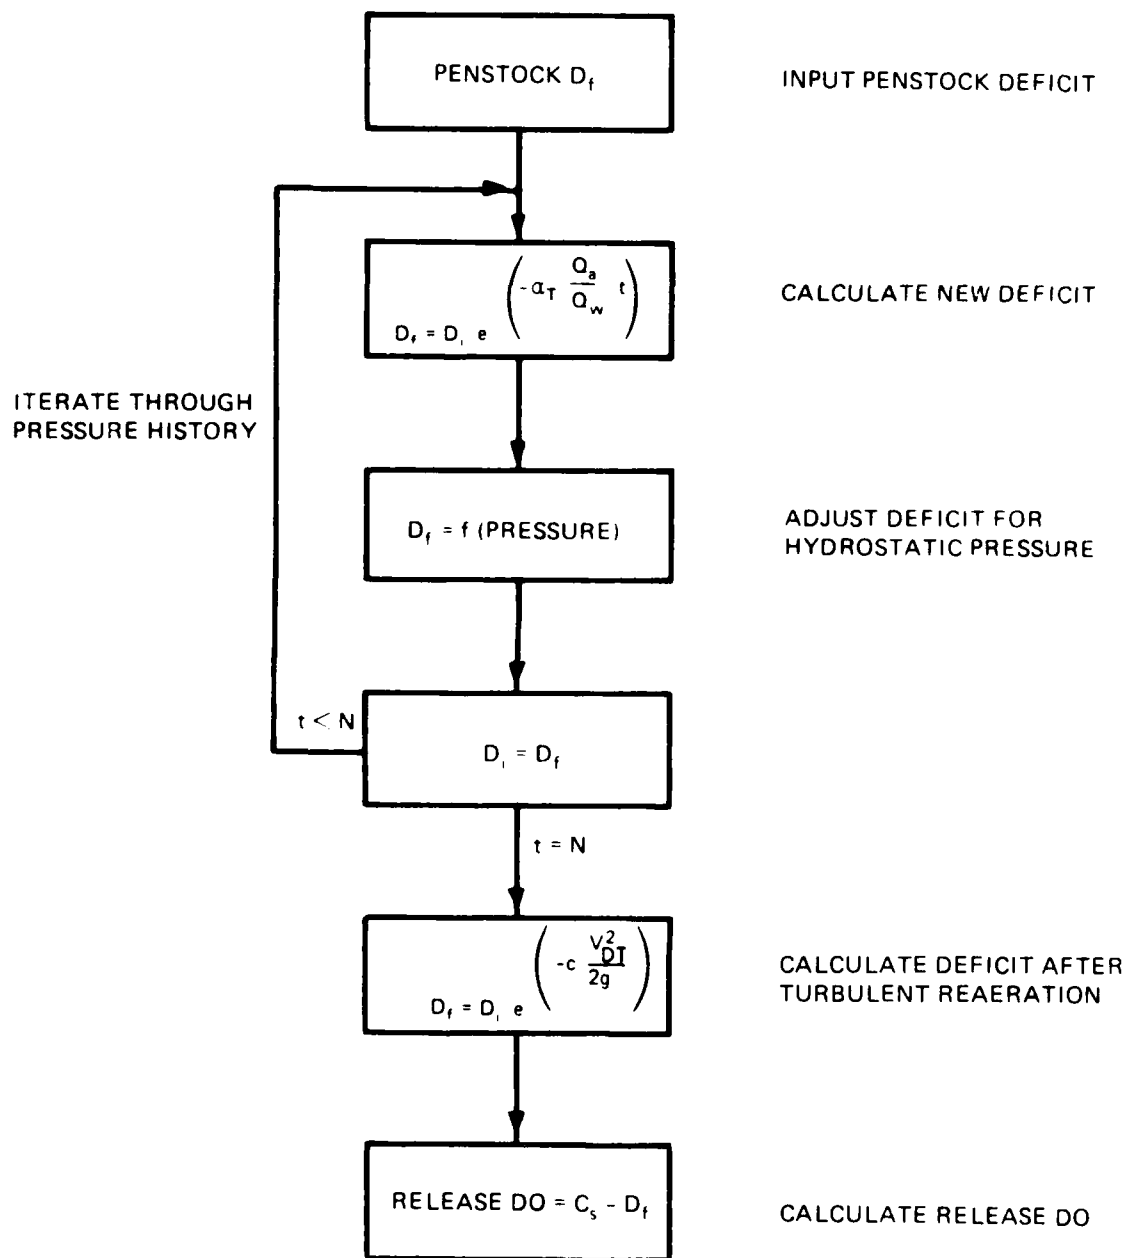 PENSTOCK D_f
INPUT PENSTOCK DEFICIT
D_f = D_i e^(-α_T Q_a/Q_w t)
CALCULATE NEW DEFICIT
ITERATE THROUGH
PRESSURE HISTORY
D_f = f (PRESSURE)
ADJUST DEFICIT FOR
HYDROSTATIC PRESSURE
t < N
D_i = D_f
t = N
D_f = D_i e^(-c V_DT^2/2g)
CALCULATE DEFICIT AFTER
TURBULENT REAERATION
RELEASE DO = C_s - D_f
CALCULATE RELEASE DO